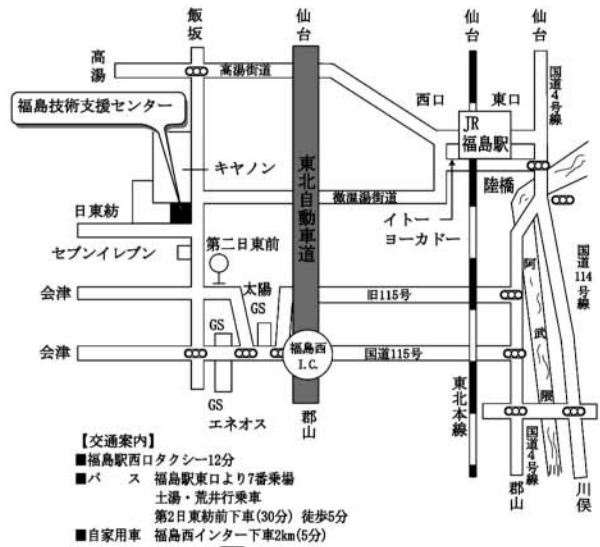 飯坂
仙台
仙台
仙台
高湯
高湯街道
国道4号線
西口
東口
福島技術支援センター
JR
福島駅
キヤノン
東北自動車道
微温湯街道
陸橋
イトー
ヨーカドー
日東紡
セブンイレブン
第二日東前
国道114号線
阿武隈
会津
太陽
GS
旧115号
GS
会津
福島西
I.C.
国道115号
GS
エネオス
郡山
東北本線
国道4号線
郡山
川俣
【交通案内】
■福島駅西口タクシー12分
■バス 福島駅東口より7番乗場
土湯・荒井行乗車
第2日東紡前下車(30分) 徒歩5分
■自家用車 福島西インター下車2km(5分)